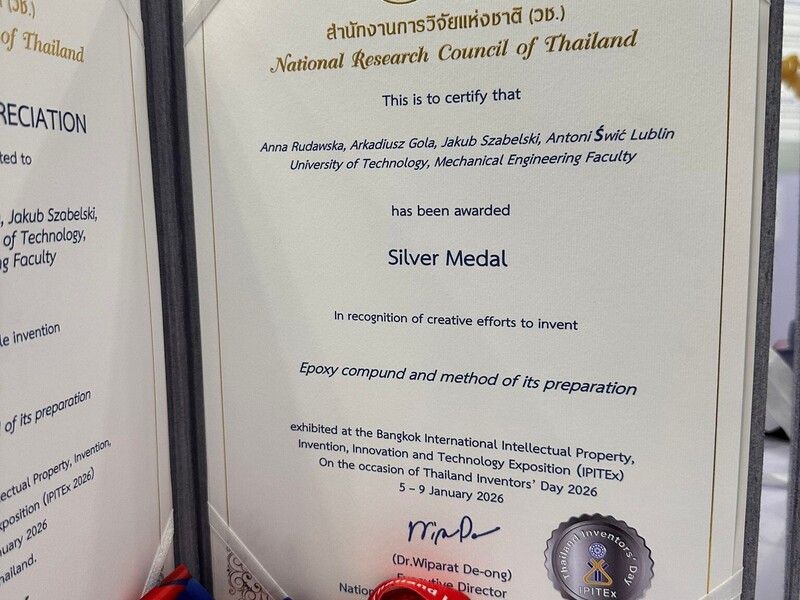 (วช.)
of Thailand
RECIATION
ted to
, Jakub Szabelski,
of Technology,
g Faculty
le invention
of its preparation
ectual Property, Invention,
xposition (IPITEx 2026)
uary 2026
hailand.
สำนักงานการวิจัยแห่งชาติ (วช.)
National Research Council of Thailand
This is to certify that
Anna Rudawska, Arkadiusz Gola, Jakub Szabelski, Antoni Świć Lublin
University of Technology, Mechanical Engineering Faculty
has been awarded
Silver Medal
In recognition of creative efforts to invent
Epoxy compund and method of its preparation
exhibited at the Bangkok International Intellectual Property,
Invention, Innovation and Technology Exposition (IPITEx)
On the occasion of Thailand Inventors' Day 2026
5 – 9 January 2026
(Dr.Wiparat De-ong)
Executive Director
Nation
Thailand Inventors' Day
IPITEx